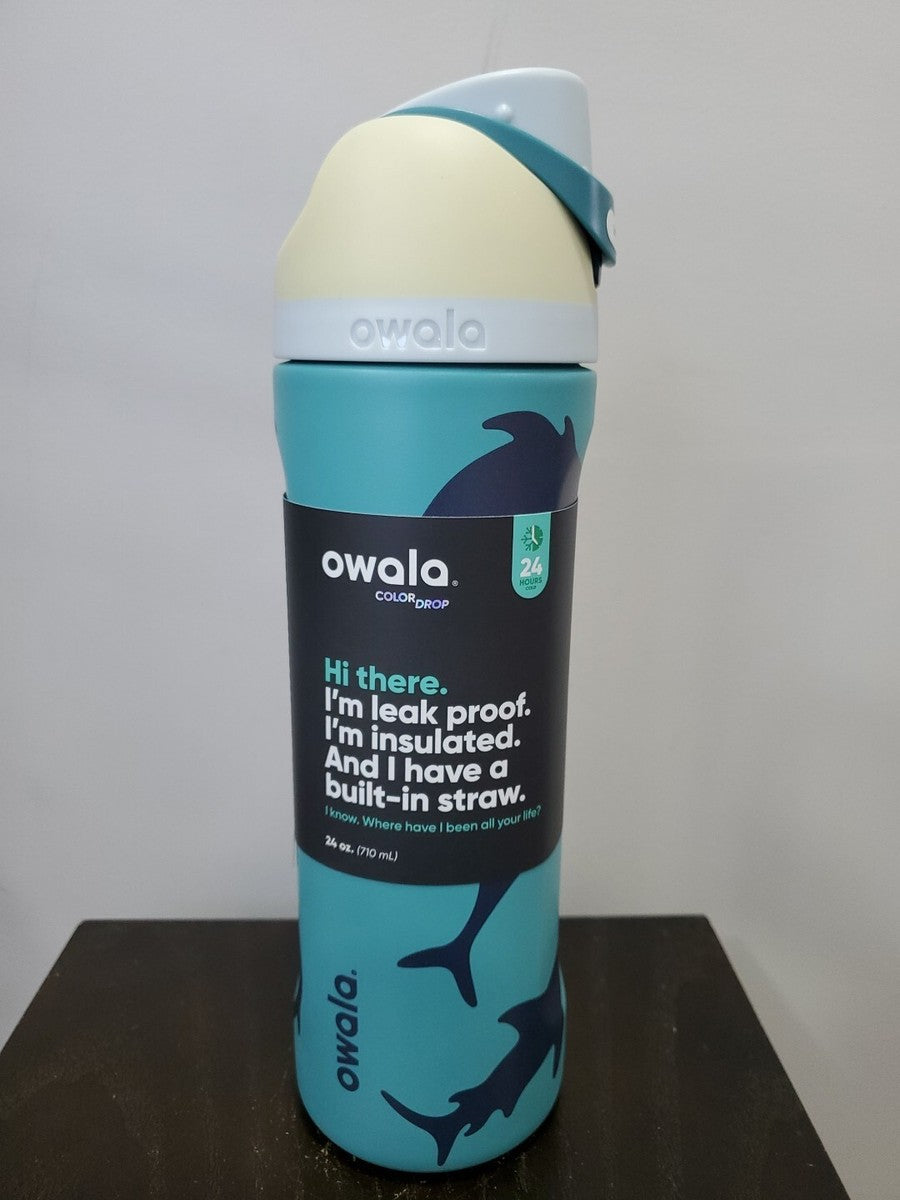 owala
owala®
COLOR DROP
24
HOURS
COLD
Hi there.
I'm leak proof.
I'm insulated.
And I have a
built-in straw.
I know. Where have I been all your life?
24 oz. (710 mL)
owala.